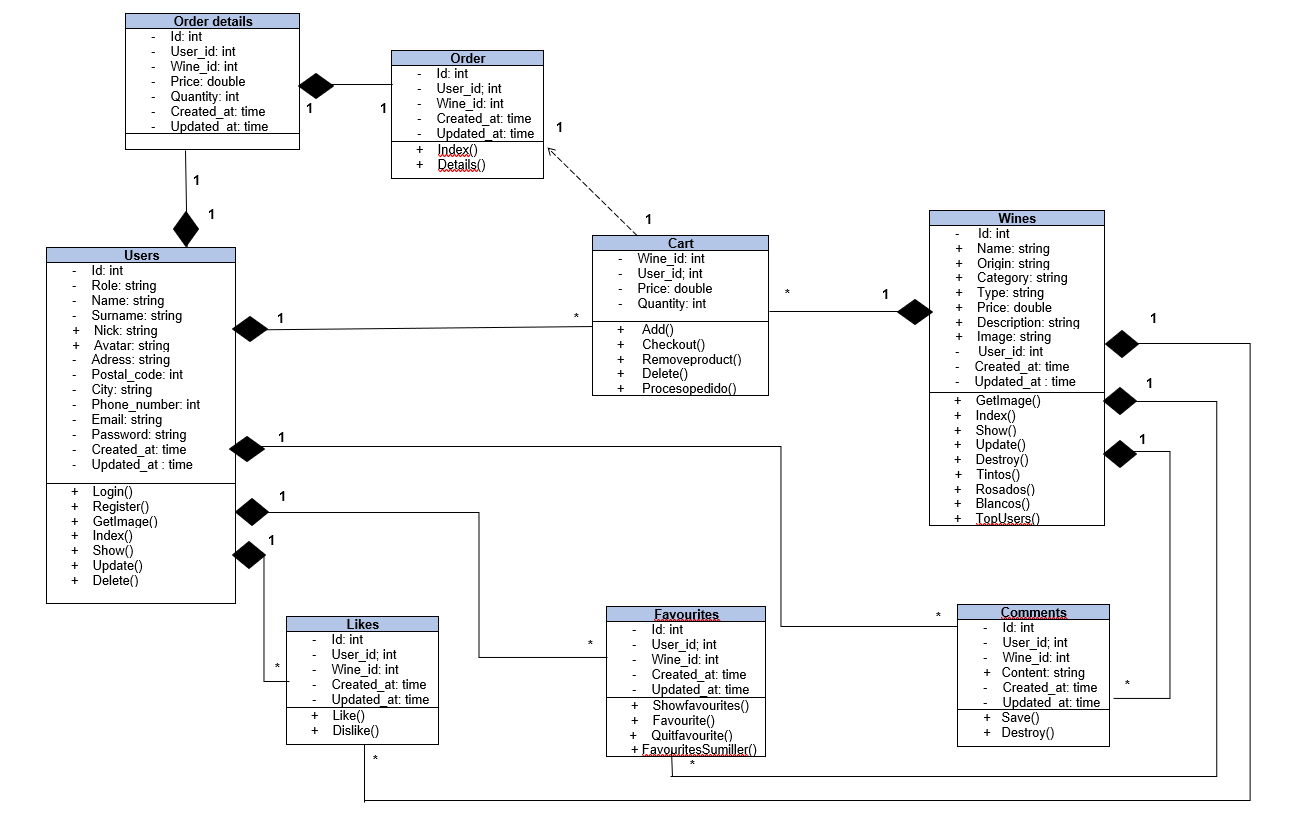 Order details
- Id: int
- User_id: int
- Wine_id: int
- Price: double
- Quantity: int
- Created_at: time
- Updated_at: time
1
1
Order
- Id: int
- User_id; int
- Wine_id: int
- Created_at: time
- Updated_at: time
+ Index()
+ Details()
1
1
1
1
Users
- Id: int
- Role: string
- Name: string
- Surname: string
+ Nick: string
+ Avatar: string
- Adress: string
- Postal_code: int
- City: string
- Phone_number: int
- Email: string
- Password: string
- Created_at: time
- Updated_at : time
+ Login()
+ Register()
+ GetImage()
+ Index()
+ Show()
+ Update()
+ Delete()
1
*
1
1
1
Cart
- Wine_id: int
- User_id; int
- Price: double
- Quantity: int
+ Add()
+ Checkout()
+ Removeproduct()
+ Delete()
+ Procesopedido()
*
1
Wines
- Id: int
+ Name: string
+ Origin: string
+ Category: string
+ Type: string
+ Price: double
+ Description: string
+ Image: string
- User_id: int
- Created_at: time
- Updated_at : time
+ GetImage()
+ Index()
+ Show()
+ Update()
+ Destroy()
+ Tintos()
+ Rosados()
+ Blancos()
+ TopUsers()
1
1
1
*
Likes
- Id: int
- User_id; int
- Wine_id: int
- Created_at: time
- Updated_at: time
+ Like()
+ Dislike()
*
*
Favourites
- Id: int
- User_id; int
- Wine_id: int
- Created_at: time
- Updated_at: time
+ Showfavourites()
+ Favourite()
+ Quitfavourite()
+ FavouritesSumiller()
*
*
Comments
- Id: int
- User_id; int
- Wine_id: int
+ Content: string
- Created_at: time
- Updated_at: time
+ Save()
+ Destroy()
*